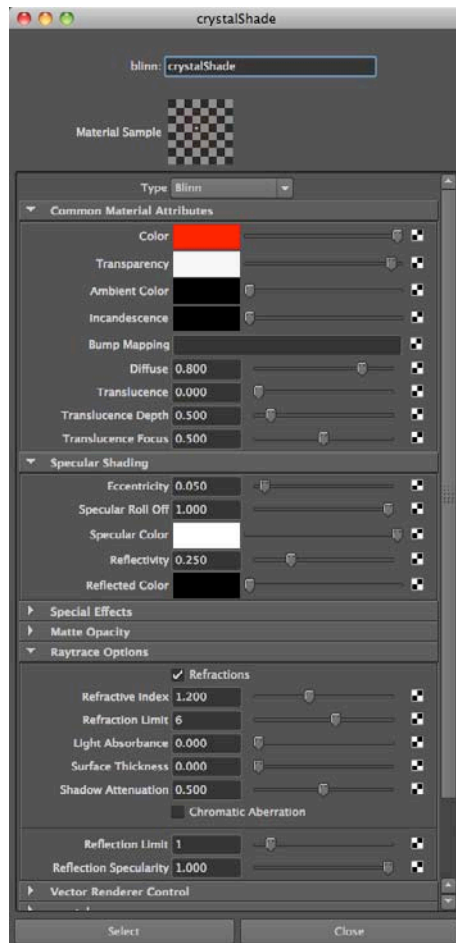 crystalShade
blinn: crystalShade
Material Sample
Type Blinn
Common Material Attributes
Color
Transparency
Ambient Color
Incandescence
Bump Mapping
Diffuse 0.800
Translucence 0.000
Translucence Depth 0.500
Translucence Focus 0.500
Specular Shading
Eccentricity 0.050
Specular Roll Off 1.000
Specular Color
Reflectivity 0.250
Reflected Color
Special Effects
Matte Opacity
Raytrace Options
Refractions
Refractive Index 1.200
Refraction Limit 6
Light Absorbance 0.000
Surface Thickness 0.000
Shadow Attenuation 0.500
Chromatic Aberration
Reflection Limit 1
Reflection Specularity 1.000
Vector Renderer Control
Select Close